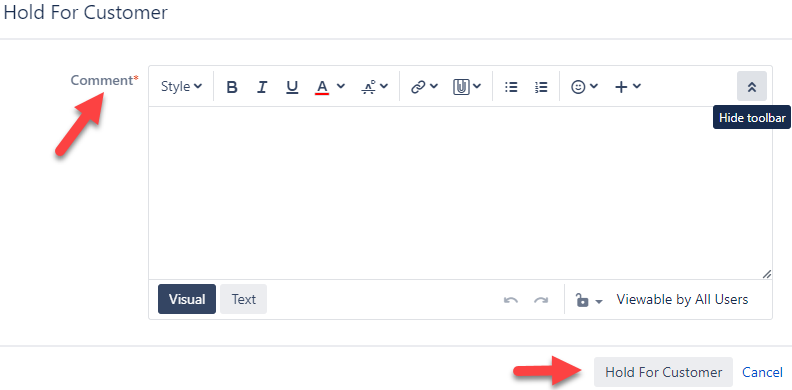 Hold For Customer
Comment*
Style B I U A
Hide toolbar
Visual Text Viewable by All Users
Hold For Customer Cancel